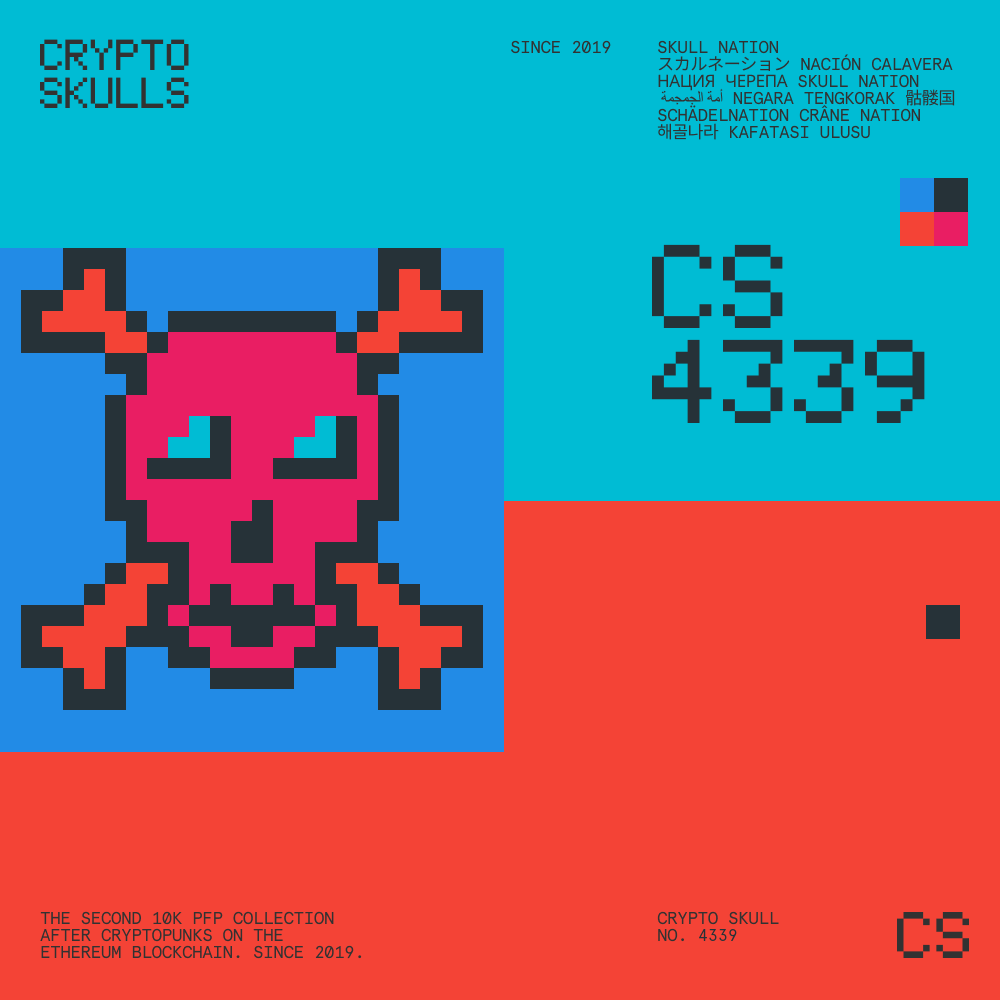 CRYPTO
SKULLS
SINCE 2019
SKULL NATION
スカルネーション NACIÓN CALAVERA
НАЦИЯ ЧЕРЕПА SKULL NATION
أمة الجمجمة NEGARA TENGKORAK 骷髅国
SCHÄDELNATION CRÂNE NATION
해골나라 KAFATASI ULUSU
CS
4339
THE SECOND 10K PFP COLLECTION
AFTER CRYPTOPUNKS ON THE
ETHEREUM BLOCKCHAIN. SINCE 2019.
CRYPTO SKULL
NO. 4339
CS